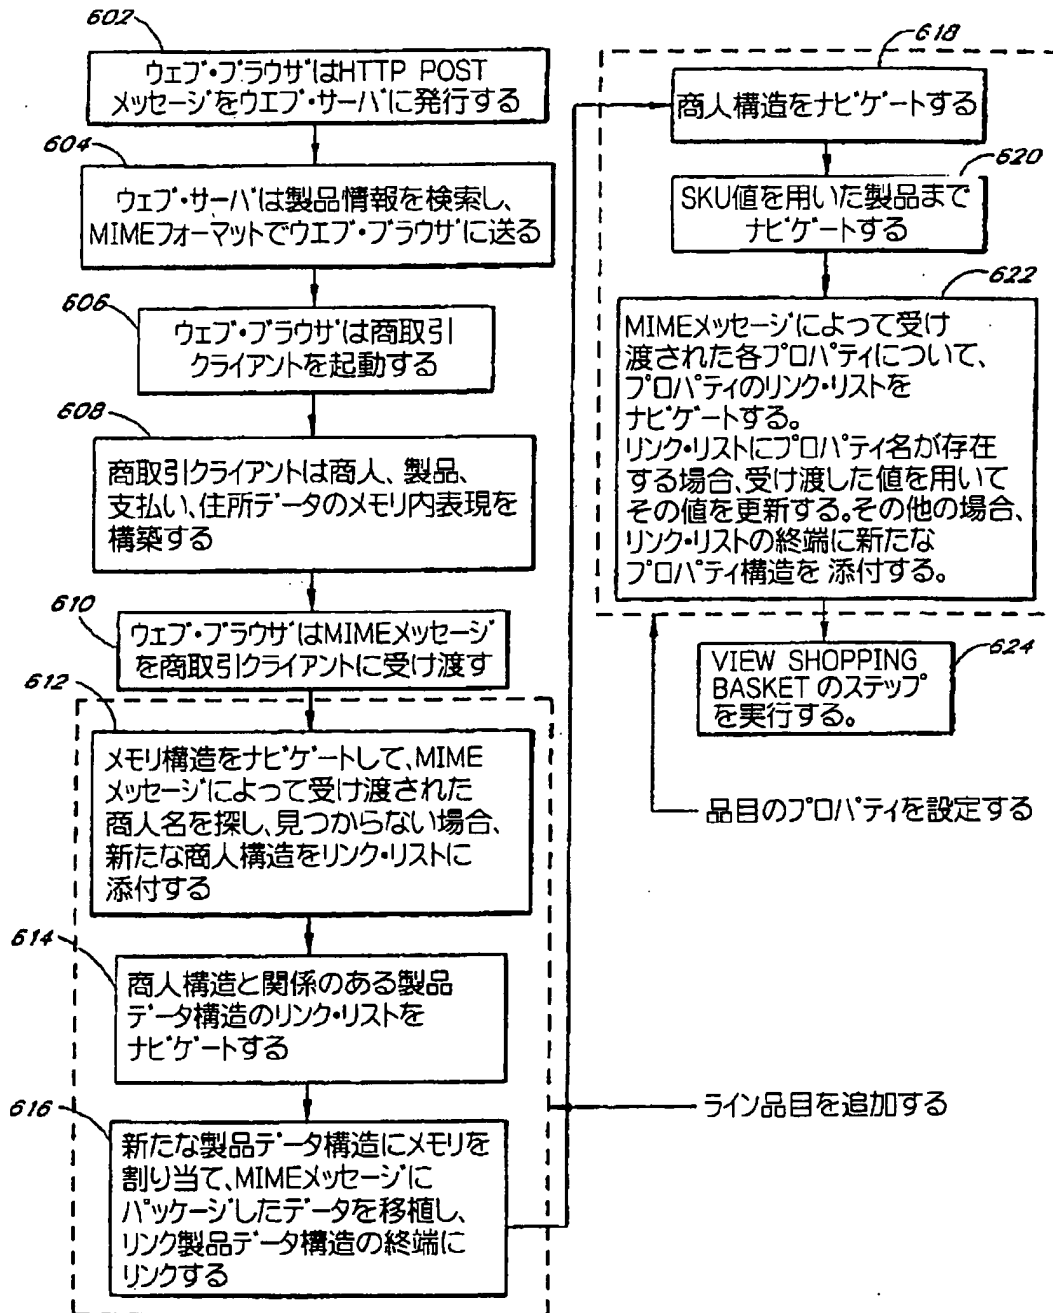 602
ウェブ・ブラウザはHTTP POST
メッセージをウエブ・サーバに発行する
604
ウェブ・サーバは製品情報を検索し、
MIMEフォーマットでウエブ・ブラウザに送る
606
ウェブ・ブラウザは商取引
クライアントを起動する
608
商取引クライアントは商人、製品、
支払い、住所データのメモリ内表現を
構築する
610
ウェブ・ブラウザはMIMEメッセージ
を商取引クライアントに受け渡す
612
メモリ構造をナビゲートして、MIME
メッセージによって受け渡された
商人名を探し、見つからない場合、
新たな商人構造をリンク・リストに
添付する
614
商人構造と関係のある製品
データ構造のリンク・リストを
ナビゲートする
616
新たな製品データ構造にメモリを
割り当て、MIMEメッセージに
パッケージしたデータを移植し、
リンク製品データ構造の終端に
リンクする
ライン品目を追加する
618
商人構造をナビゲートする
620
SKU値を用いた製品まで
ナビゲートする
622
MIMEメッセージによって受け
渡された各プロパティについて、
プロパティのリンク・リストを
ナビゲートする。
リンク・リストにプロパティ名が存在
する場合、受け渡した値を用いて
その値を更新する。その他の場合、
リンク・リストの終端に新たな
プロパティ構造を 添付する。
624
VIEW SHOPPING
BASKET のステップ
を実行する。
品目のプロパティを設定する